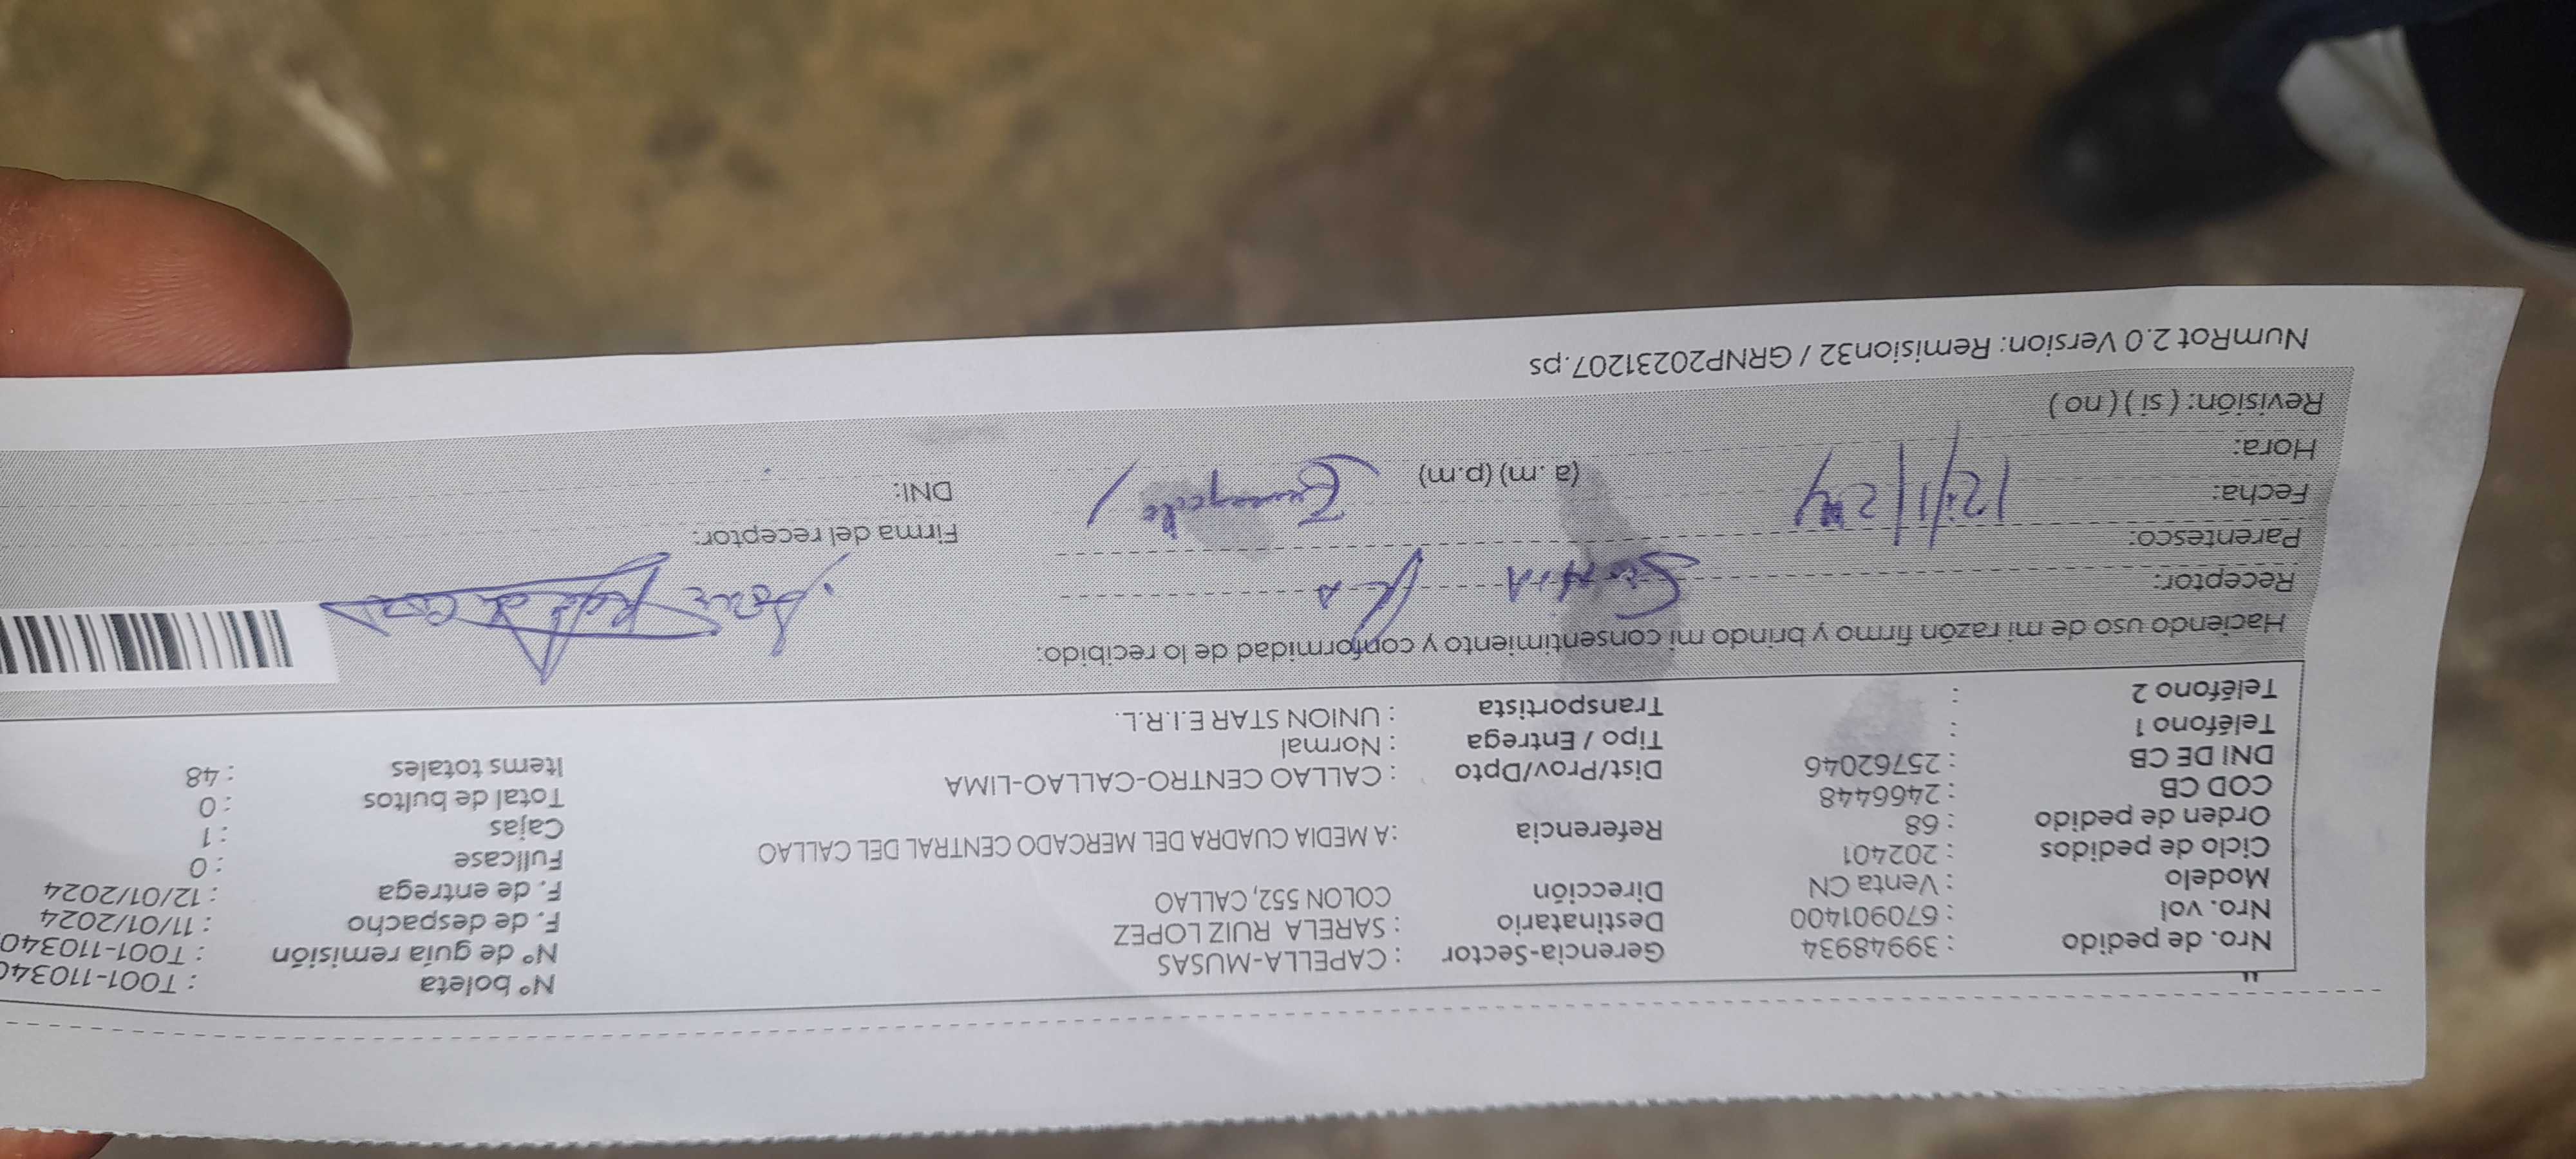 Nro. de pedido : 39948934 Gerencia-Sector : CAPELLA-MUSAS Nº boleta : T001-110340
Nro. vol : 670901400 Destinatario : SARELA RUIZ LOPEZ Nº de guía remisión : T001-110340
Modelo : Venta CN Dirección COLON 552, CALLAO F. de despacho : 11/01/2024
Ciclo de pedidos : 202401 F. de entrega : 12/01/2024
Orden de pedido : 68 Referencia : A MEDIA CUADRA DEL MERCADO CENTRAL DEL CALLAO Fullcase : 0
COD CB : 2466448 Cajas : 1
DNI DE CB : 25762046 Dist/Prov/Dpto : CALLAO CENTRO-CALLAO-LIMA Total de bultos : 0
Teléfono 1 : Tipo / Entrega : Normal Items totales : 48
Teléfono 2 : Transportista : UNION STAR E.I.R.L.
Haciendo uso de mi razón firmo y brindo mi consentimiento y conformidad de lo recibido:
Receptor:
Parentesco: Firma del receptor:
Fecha: 12/1/24 DNI:
Hora: (a .m) (p.m)
Revisión: ( si ) ( no )
NumRot 2.0 Version: Remision32 / GRNP20231207.ps